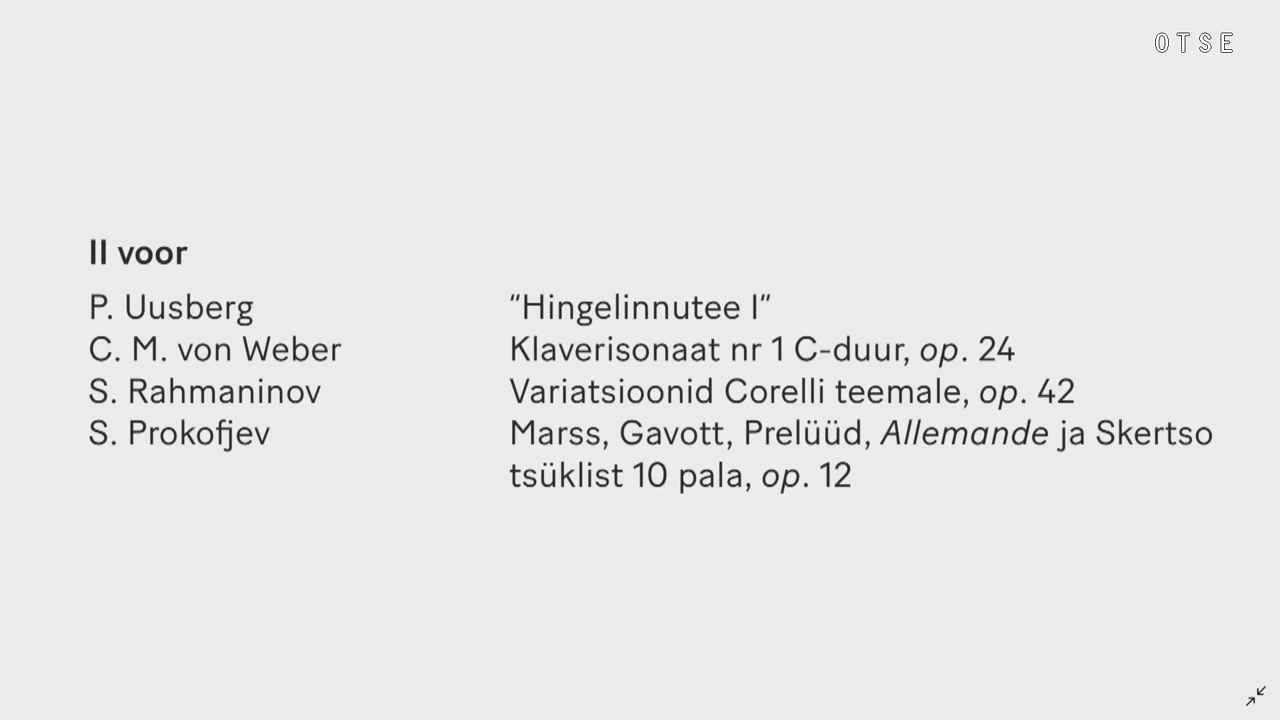 OTSE
II voor
P. Uusberg “Hingelinnutee I”
C. M. von Weber Klaverisonaat nr 1 C-duur, op. 24
S. Rahmaninov Variatsioonid Corelli teemale, op. 42
S. Prokofjev Marss, Gavott, Prelüüd, Allemande ja Skertso
tsüklist 10 pala, op. 12